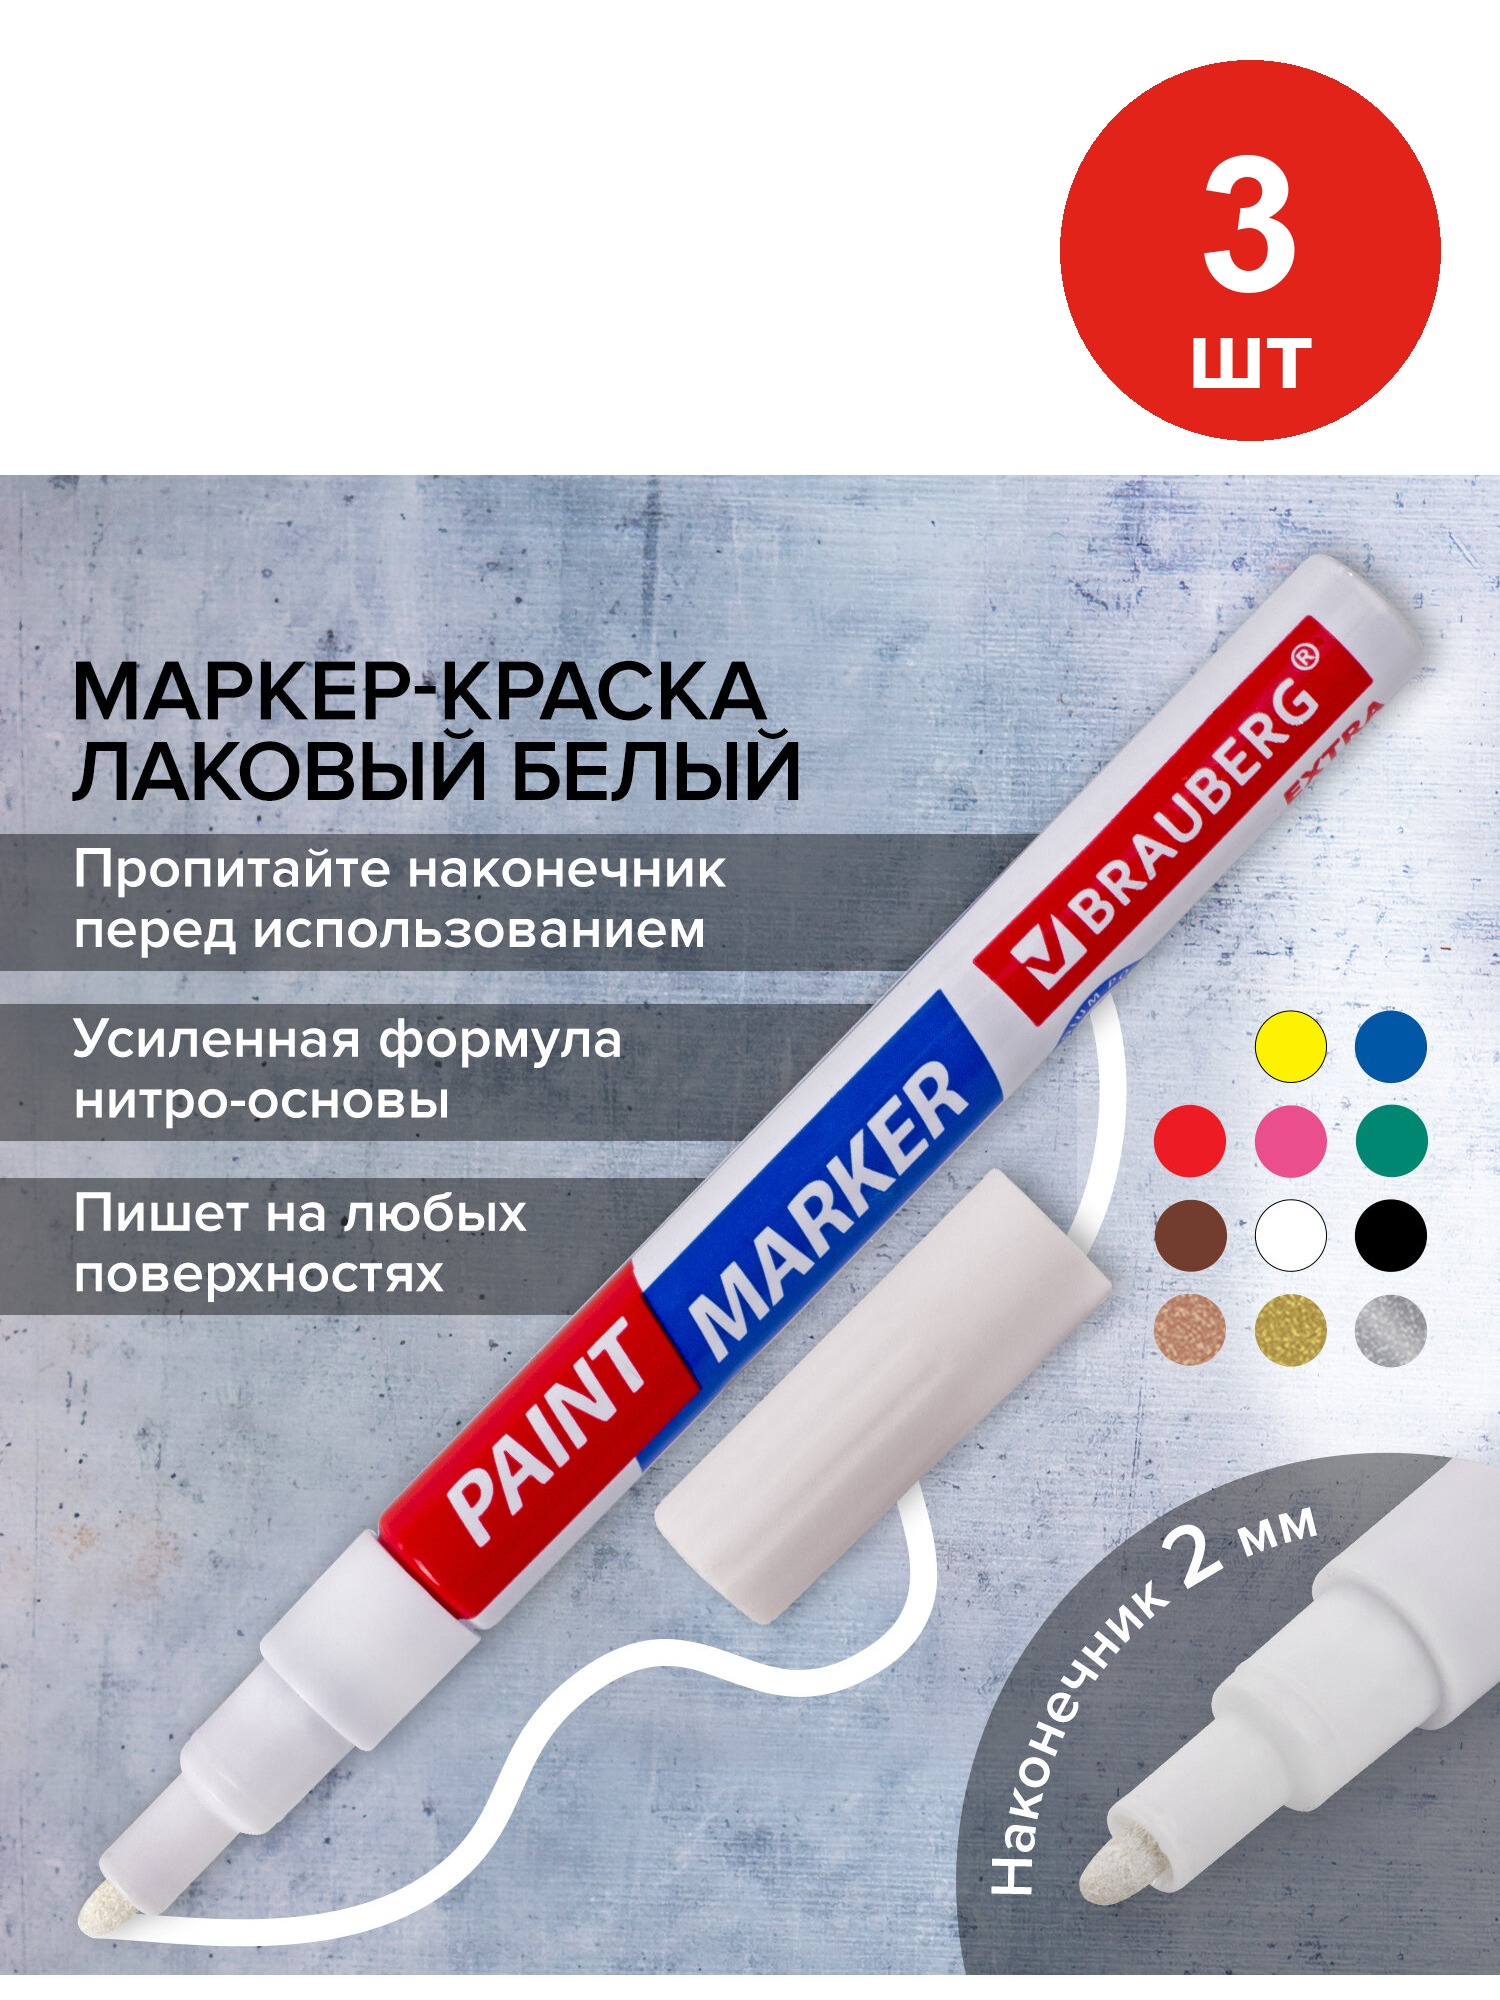 3
шт
МАРКЕР-КРАСКА
ЛАКОВЫЙ БЕЛЫЙ
Пропитайте наконечник
перед использованием
Усиленная формула
нитро-основы
Пишет на любых
поверхностях
BRAUBERG®
EXTRA
PAINT MARKER
Наконечник 2 мм